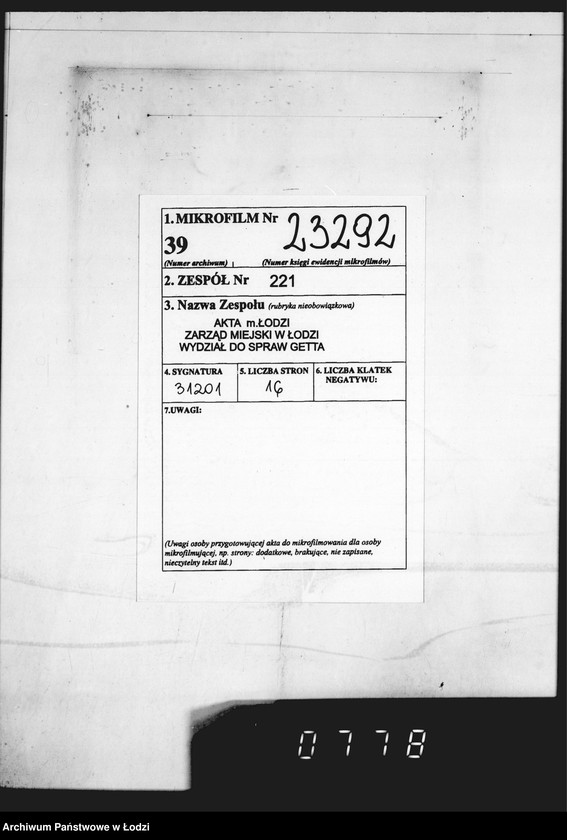 1. MIKROFILM Nr 23292
39
(Numer archiwum) (Numer księgi ewidencji mikrofilmów)
2. ZESPÓŁ Nr 221
3. Nazwa Zespołu (rubryka nieobowiązkowa)
AKTA m.ŁODZI
ZARZĄD MIEJSKI W ŁODZI
WYDZIAŁ DO SPRAW GETTA
4. SYGNATURA 5. LICZBA STRON 6. LICZBA KLATEK
NEGATYWU:
31201 16
7.UWAGI:
(Uwagi osoby przygotowującej akta do mikrofilmowania dla osoby
mikrofilmującej, np. strony: dodatkowe, brakujące, nie zapisane,
nieczytelny tekst itd.)
0778
Archiwum Państwowe w Łodzi